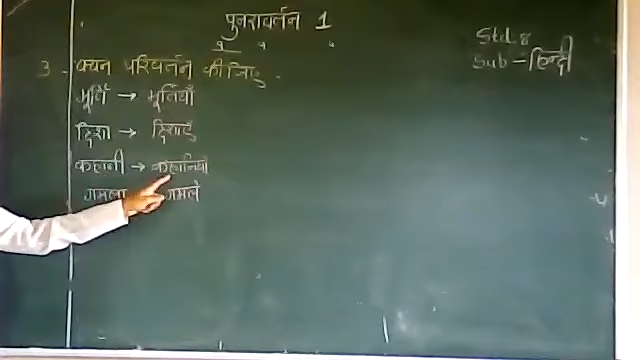 पुनरावर्तन 1
Std. 8
Sub - हिन्दी
3 - वचन परिवर्तन कीजिए.
मूर्ति → मूर्तियाँ
दिशा → दिशाएँ
कहानी → कहानियाँ
गमला गमले